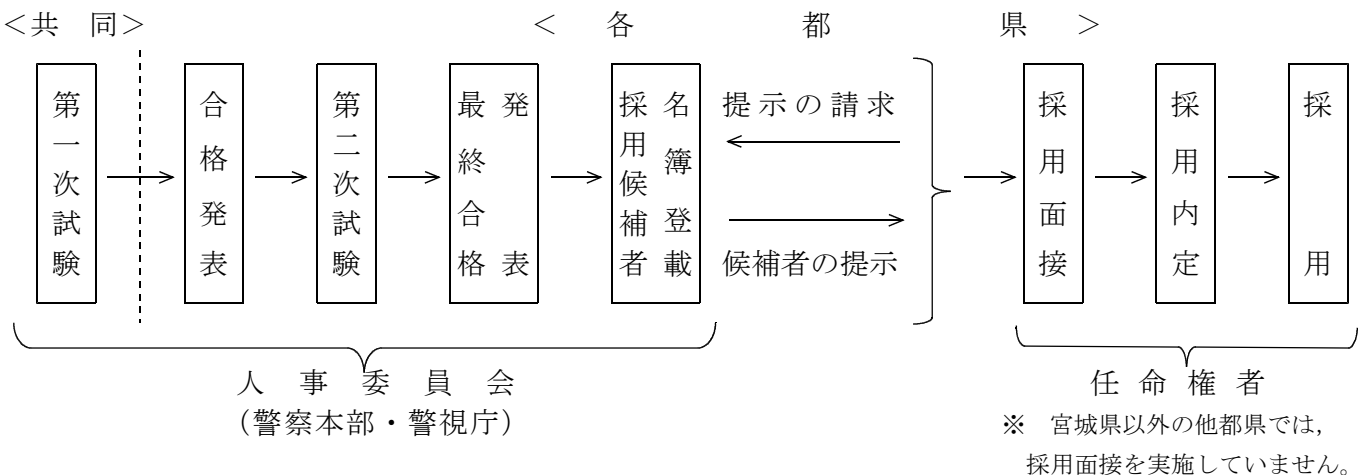 ＜共　同＞　＜　各　都　県　＞
第一次試験
合格発表
第二次試験
最終合格発表
採用候補者名簿登載
提示の請求
候補者の提示
採用面接
採用内定
採用
人事委員会
(警察本部・警視庁)
任命権者
※　宮城県以外の他都県では,
採用面接を実施していません。